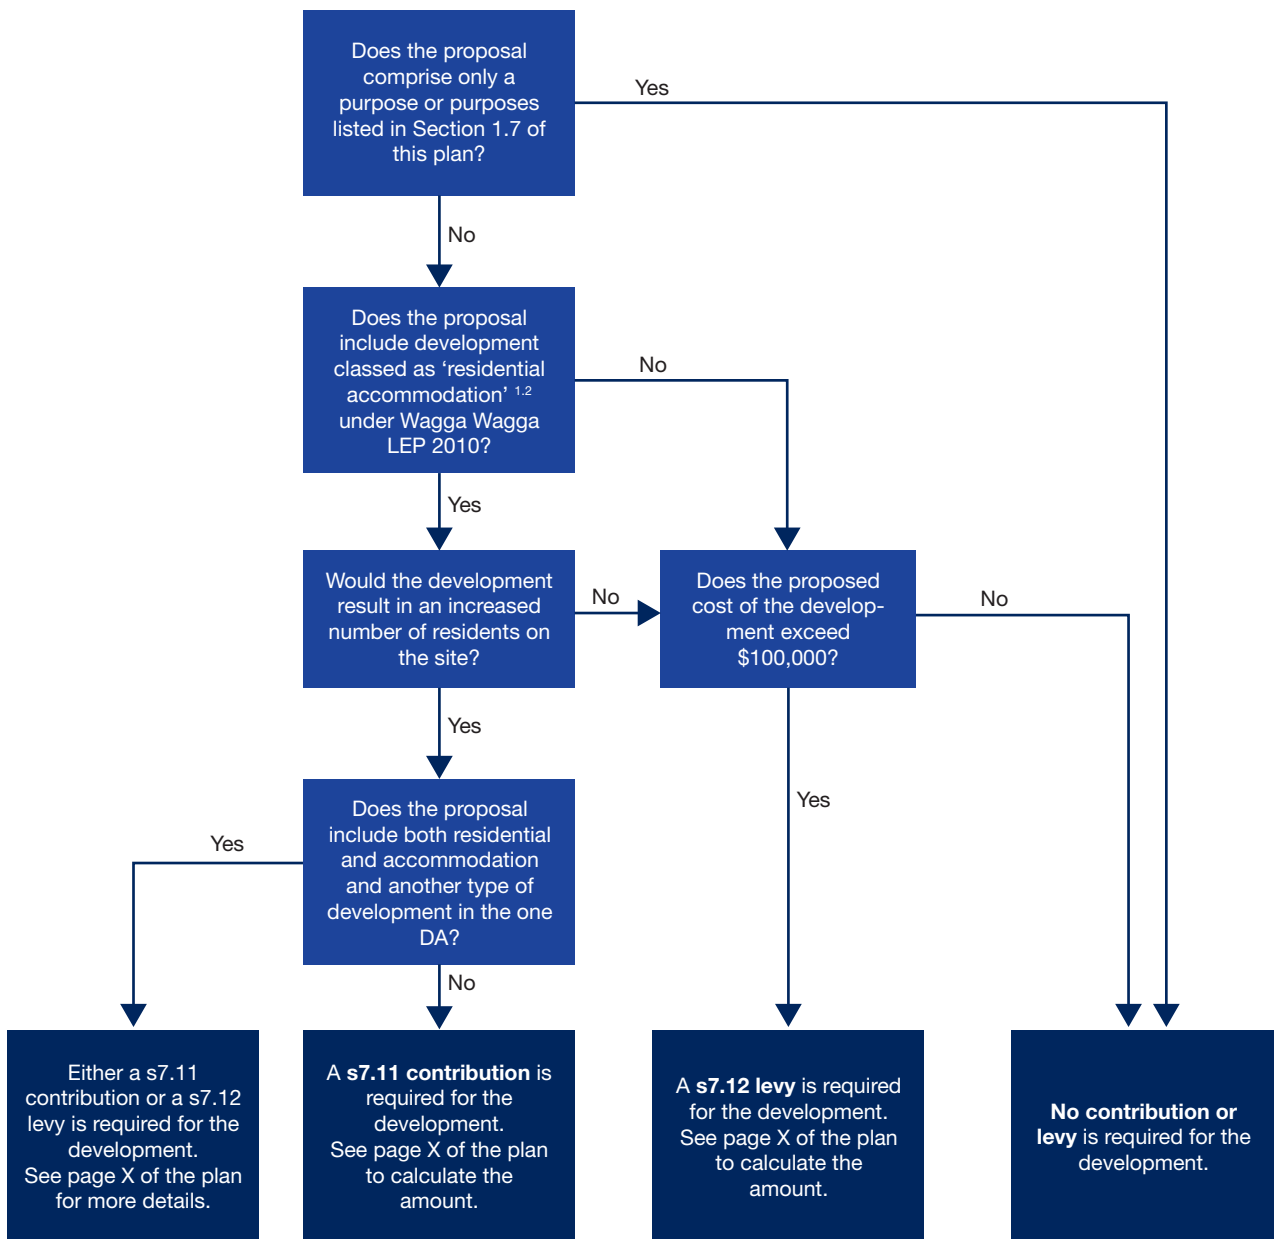 Does the proposal
comprise only a
purpose or purposes
listed in Section 1.7 of
this plan?
Yes
No
Does the proposal
include development
classed as ‘residential
accommodation’ 1.2
under Wagga Wagga
LEP 2010?
No
Yes
Would the development
result in an increased
number of residents on
the site?
No
Does the proposed
cost of the develop-
ment exceed
$100,000?
No
Yes
Yes
Does the proposal
include both residential
and accommodation
and another type of
development in the one
DA?
Yes
No
Either a s7.11
contribution or a s7.12
levy is required for the
development.
See page X of the plan
for more details.
A s7.11 contribution is
required for the
development.
See page X of the plan
to calculate the
amount.
A s7.12 levy is required
for the development.
See page X of the plan
to calculate the
amount.
No contribution or
levy is required for the
development.